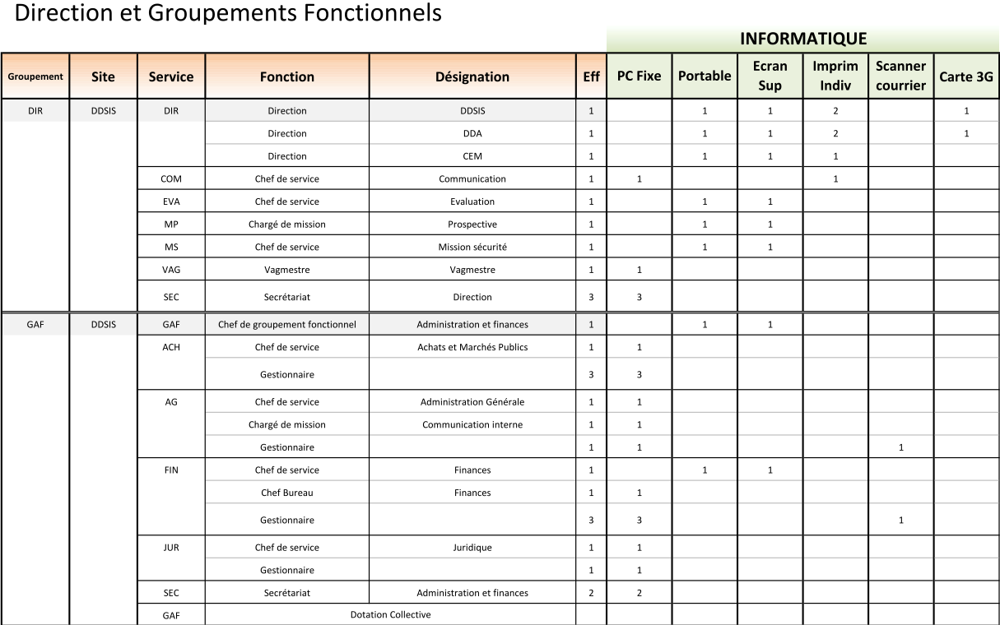 Direction et Groupements Fonctionnels
INFORMATIQUE
Groupement Site Service Fonction Désignation Eff PC Fixe Portable Ecran Sup Imprim Indiv Scanner courrier Carte 3G
DIR DDSIS DIR Direction DDSIS 1 1 1 2 1
Direction DDA 1 1 1 2 1
Direction CEM 1 1 1 1
COM Chef de service Communication 1 1 1
EVA Chef de service Evaluation 1 1 1
MP Chargé de mission Prospective 1 1 1
MS Chef de service Mission sécurité 1 1 1
VAG Vagmestre Vagmestre 1 1
SEC Secrétariat Direction 3 3
GAF DDSIS GAF Chef de groupement fonctionnel Administration et finances 1 1 1
ACH Chef de service Achats et Marchés Publics 1 1
Gestionnaire 3 3
AG Chef de service Administration Générale 1 1
Chargé de mission Communication interne 1 1
Gestionnaire 1 1 1
FIN Chef de service Finances 1 1 1
Chef Bureau Finances 1 1
Gestionnaire 3 3 1
JUR Chef de service Juridique 1 1
Gestionnaire 1 1
SEC Secrétariat Administration et finances 2 2
GAF Dotation Collective